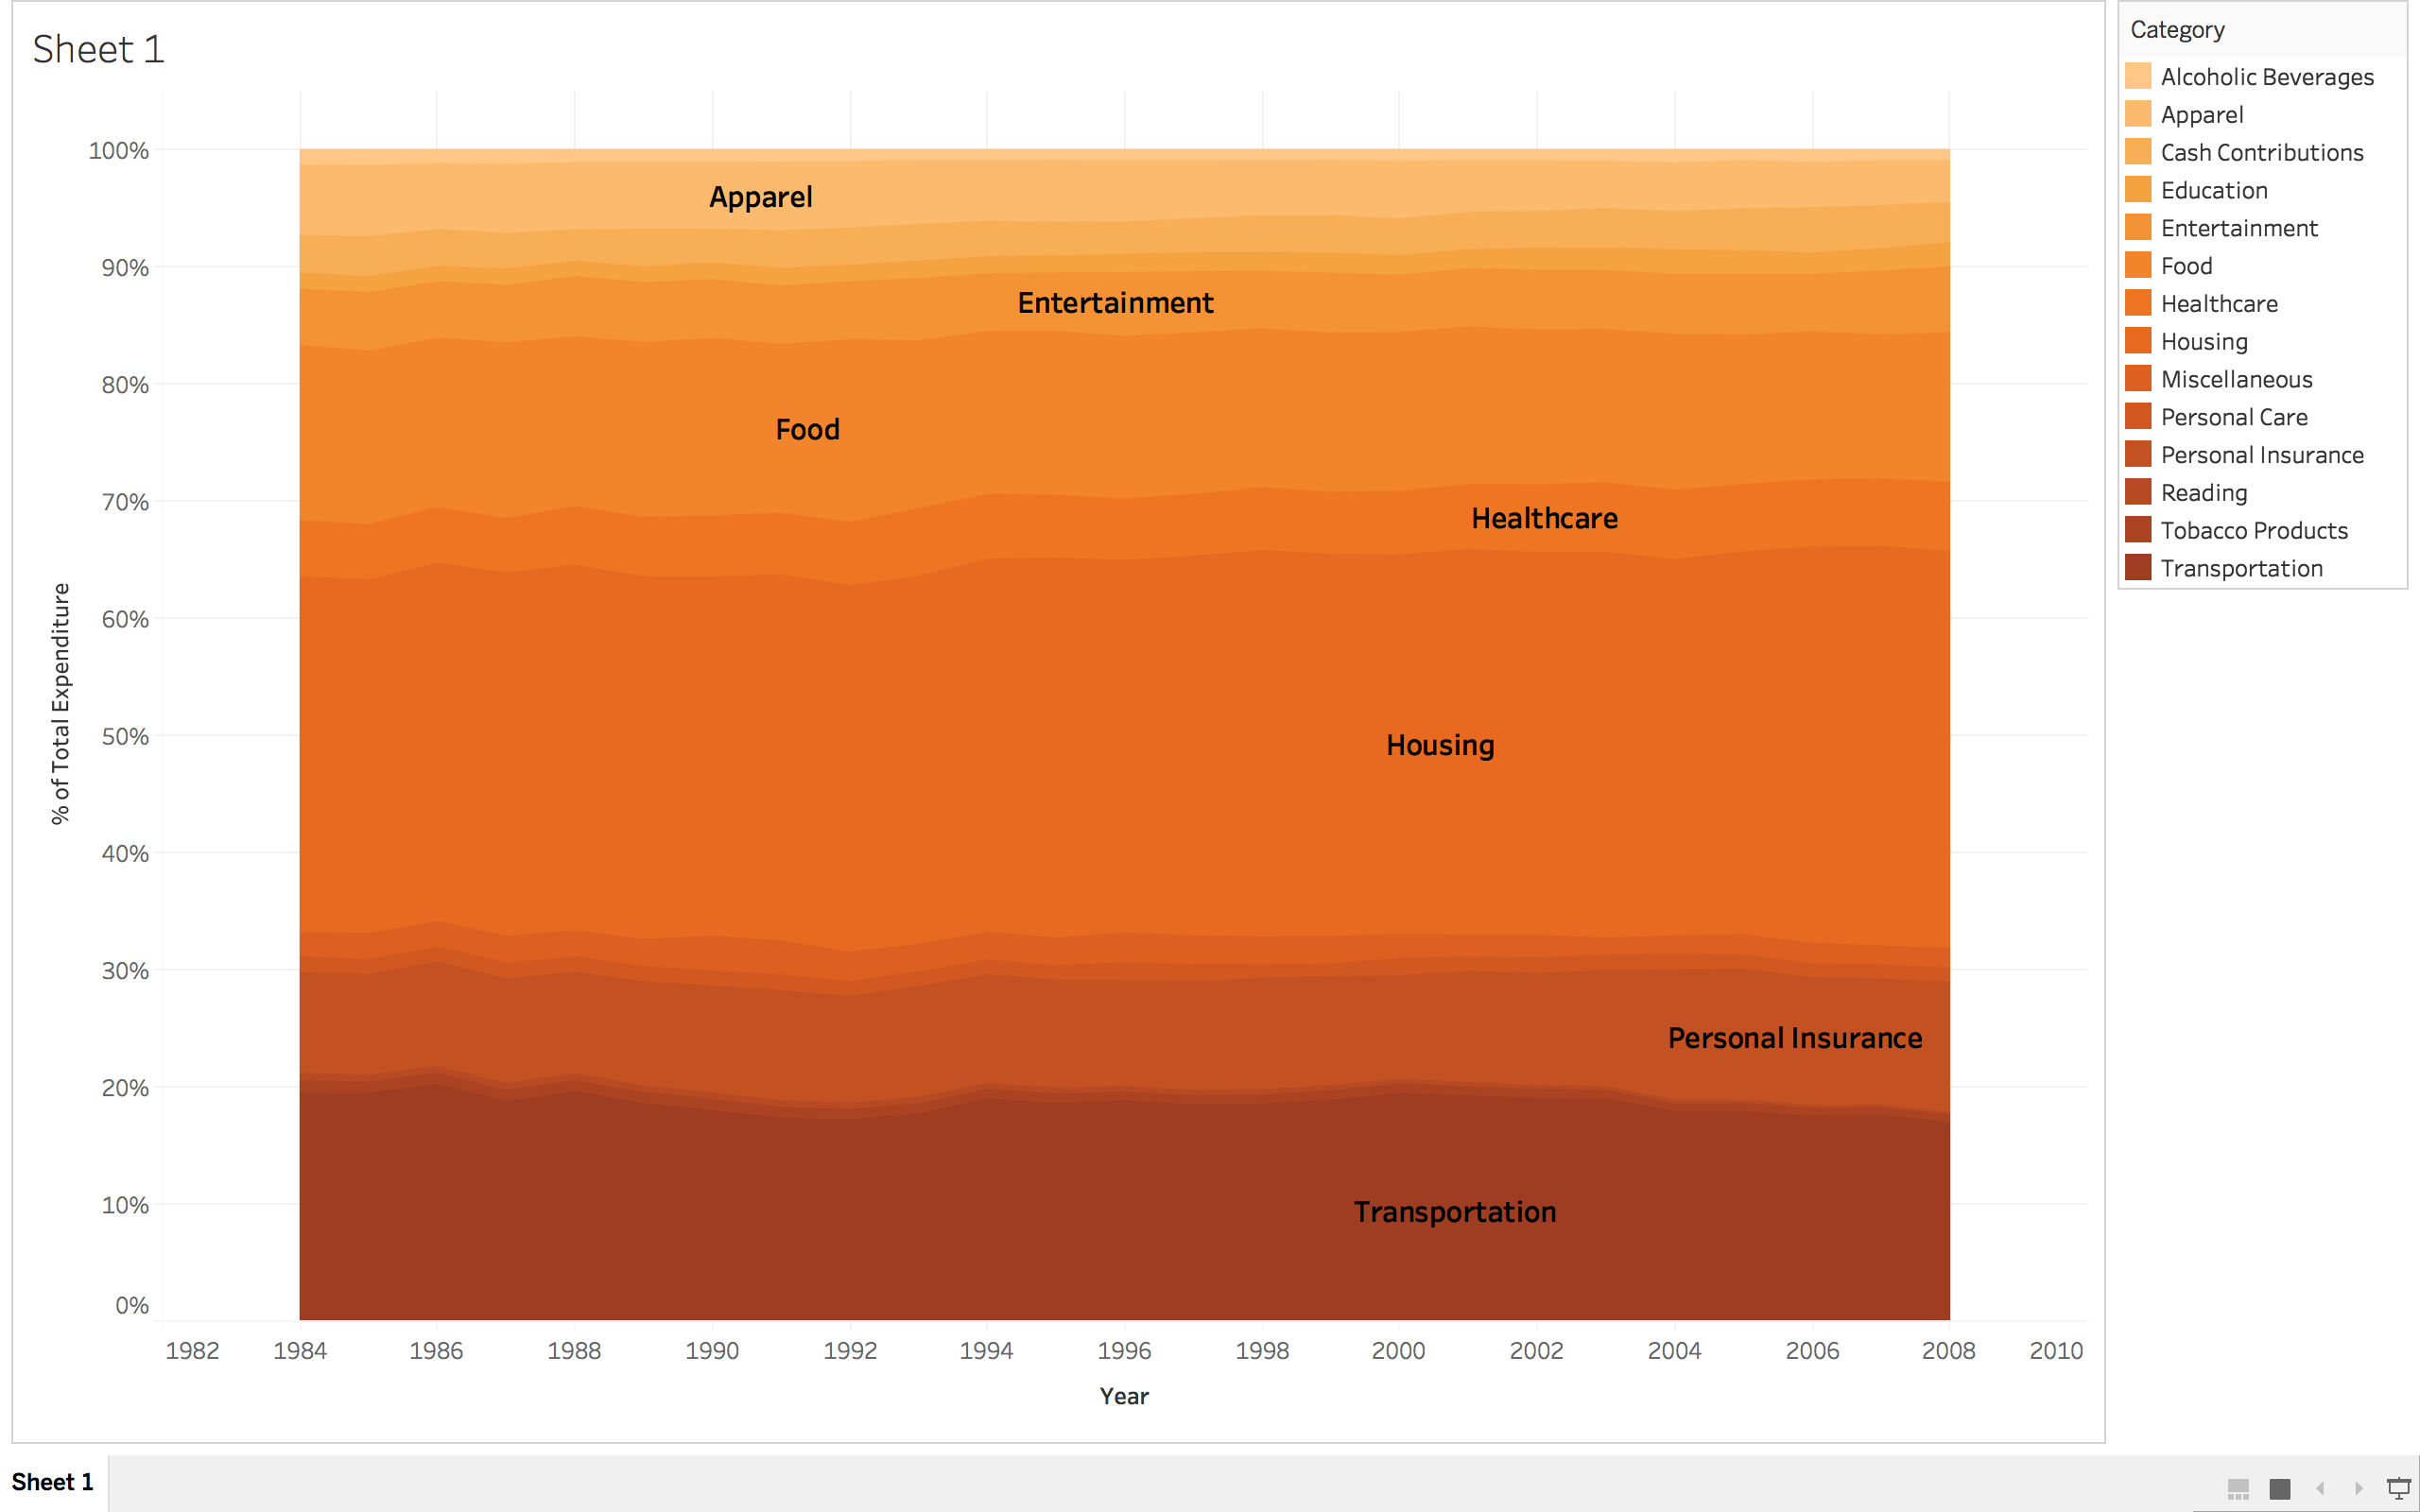 Sheet 1
100%
90%
80%
70%
60%
50%
40%
30%
20%
10%
0%
% of Total Expenditure
Apparel
Entertainment
Food
Healthcare
Housing
Personal Insurance
Transportation
1982 1984 1986 1988 1990 1992 1994 1996 1998 2000 2002 2004 2006 2008 2010
Year
Category
Alcoholic Beverages
Apparel
Cash Contributions
Education
Entertainment
Food
Healthcare
Housing
Miscellaneous
Personal Care
Personal Insurance
Reading
Tobacco Products
Transportation
Sheet 1